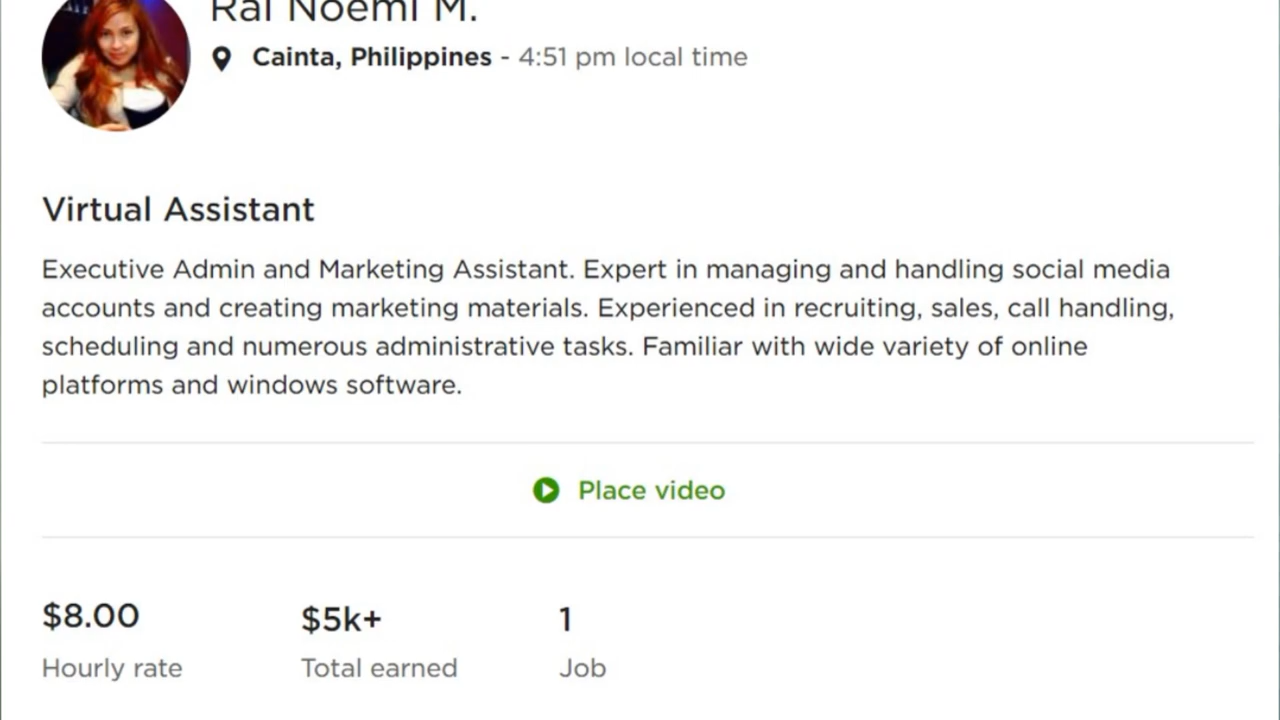 Rai Noemi M.
Cainta, Philippines - 4:51 pm local time
Virtual Assistant
Executive Admin and Marketing Assistant. Expert in managing and handling social media
accounts and creating marketing materials. Experienced in recruiting, sales, call handling,
scheduling and numerous administrative tasks. Familiar with wide variety of online
platforms and windows software.
Place video
$8.00
Hourly rate
$5k+
Total earned
1
Job